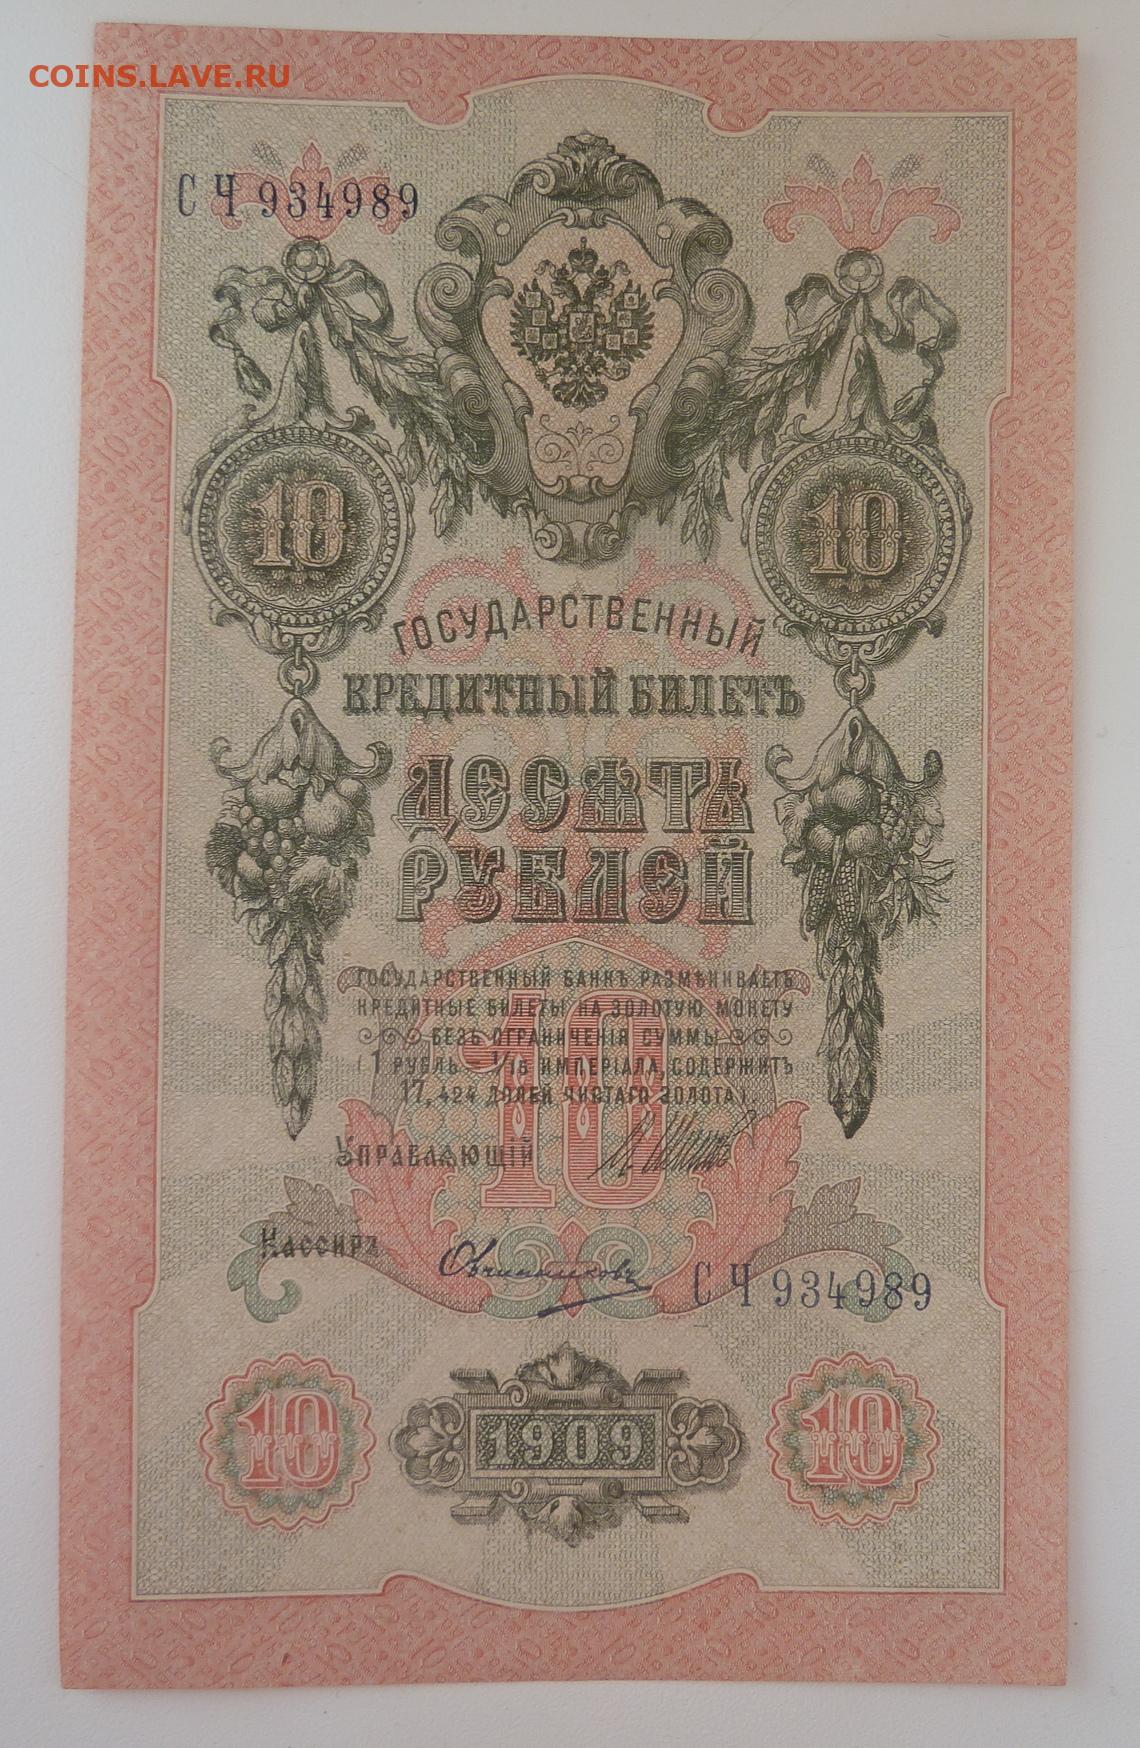 COINS.LAVE.RU
СЧ 934989
10 10
ГОСУДАРСТВЕННЫЙ
КРЕДИТНЫЙ БИЛЕТЪ
ДЕСЯТЬ
РУБЛЕЙ
ГОСУДАРСТВЕННЫЙ БАНКЪ РАЗМѢНИВАЕТЪ
КРЕДИТНЫЕ БИЛЕТЫ НА ЗОЛОТУЮ МОНЕТУ
БЕЗЪ ОГРАНИЧЕНІЯ СУММЫ
(1 РУБЛЬ = 1/15 ИМПЕРІАЛА, СОДЕРЖИТЪ
17,424 ДОЛЕЙ ЧИСТАГО ЗОЛОТА).
10
УПРАВЛЯЮЩІЙ
КАССИРЪ Овчинниковъ
СЧ 934989
10 1909 10